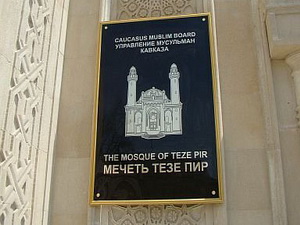 CAUCASUS MUSLIM BOARD
УПРАВЛЕНИЕ МУСУЛЬМАН
КАВКАЗА
THE MOSQUE OF TEZE PIR
МЕЧЕТЬ ТЕЗЕ ПИР